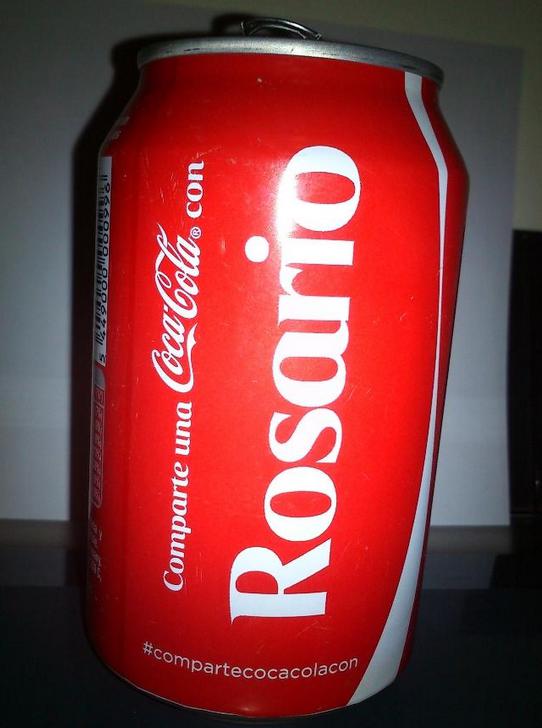 Comparte una Coca-Cola® con
Rosario
#compartecocacolacon